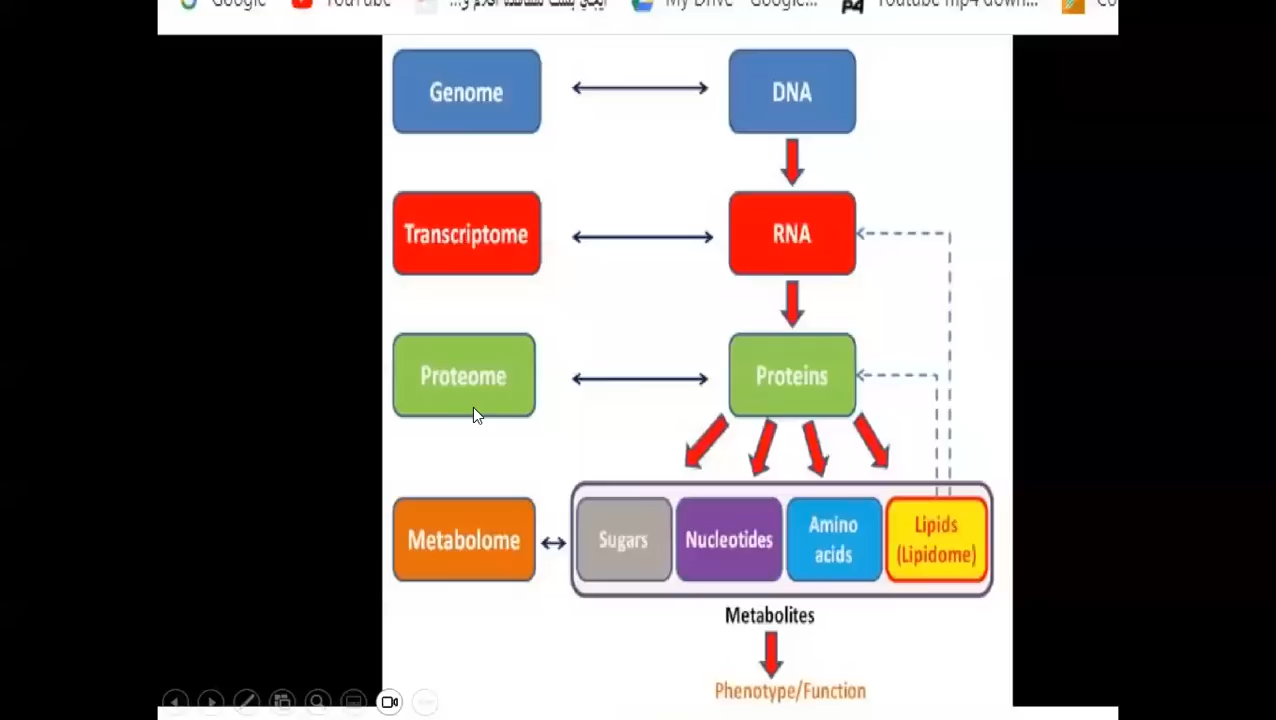 Google YouTube My Drive - Google... Youtube mp4 down...
Genome DNA
Transcriptome RNA
Proteome Proteins
Metabolome Sugars Nucleotides Amino acids Lipids (Lipidome)
Metabolites
Phenotype/Function